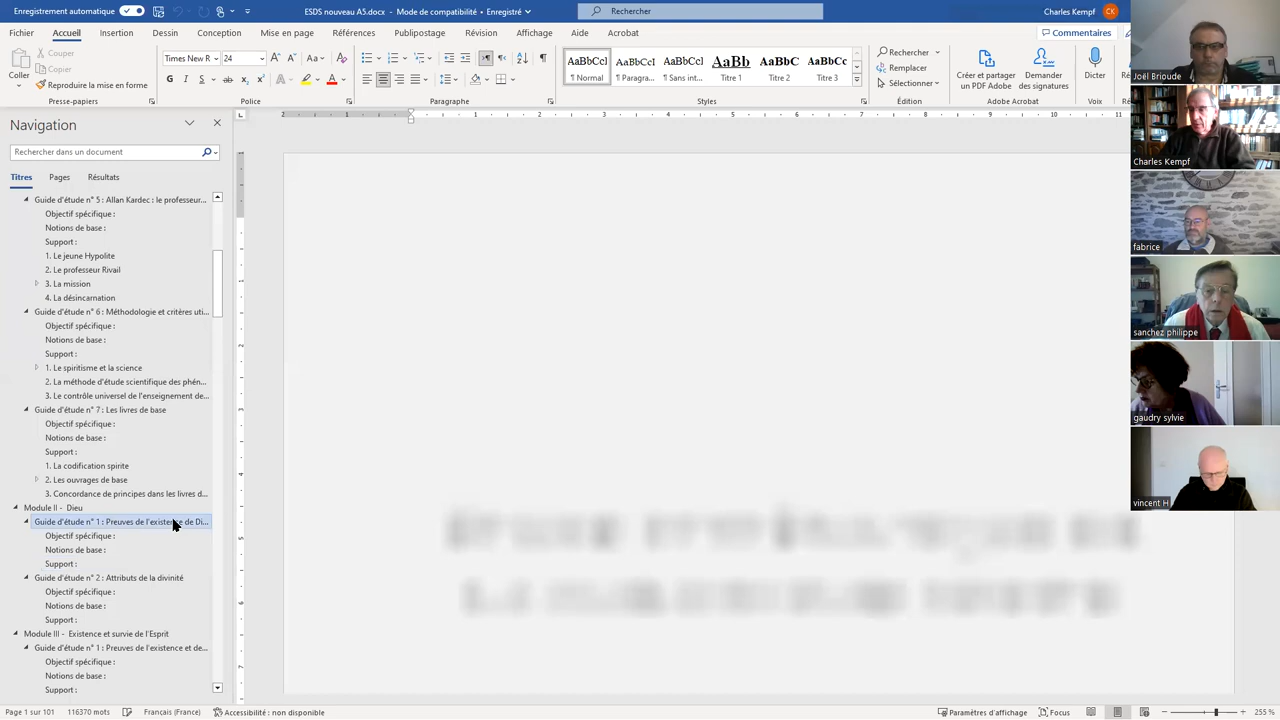 Enregistrement automatique
ESDS nouveau A5.docx - Mode de compatibilité • Enregistré
Rechercher
Charles Kempf CK
Fichier Accueil Insertion Dessin Conception Mise en page Références Publipostage Révision Affichage Aide Acrobat Commentaires
Coller
Couper
Copier
Reproduire la mise en forme
Times New R 24
G I S ab
AaBbCcI AaBbCcI AaBbCcI AaBb AaBbC AaBbCc
¶ Normal ¶ Paragra... ¶ Sans int... Titre 1 Titre 2 Titre 3
Rechercher
Remplacer
Sélectionner
Créer et partager un PDF Adobe
Demander des signatures
Dicter
Presse-papiers Police Paragraphe Styles Édition Adobe Acrobat Voix
Navigation
Rechercher dans un document
Titres Pages Résultats
Guide d'étude n° 5 : Allan Kardec : le professeur...
Objectif spécifique :
Notions de base :
Support :
1. Le jeune Hypolite
2. Le professeur Rivail
3. La mission
4. La désincarnation
Guide d'étude n° 6 : Méthodologie et critères uti...
Objectif spécifique :
Notions de base :
Support :
1. Le spiritisme et la science
2. La méthode d'étude scientifique des phén...
3. Le contrôle universel de l'enseignement de...
Guide d'étude n° 7 : Les livres de base
Objectif spécifique :
Notions de base :
Support :
1. La codification spirite
2. Les ouvrages de base
3. Concordance de principes dans les livres d...
Module II - Dieu
Guide d'étude n° 1 : Preuves de l'existence de Di...
Objectif spécifique :
Notions de base :
Support :
Guide d'étude n° 2 : Attributs de la divinité
Objectif spécifique :
Notions de base :
Support :
Module III - Existence et survie de l'Esprit
Guide d'étude n° 1 : Preuves de l'existence et de...
Objectif spécifique :
Notions de base :
Support :
Joël Brioude
Charles Kempf
fabrice
sanchez philippe
gaudry sylvie
vincent H
Page 1 sur 101 116370 mots Français (France) Accessibilité : non disponible Paramètres d'affichage Focus 255 %